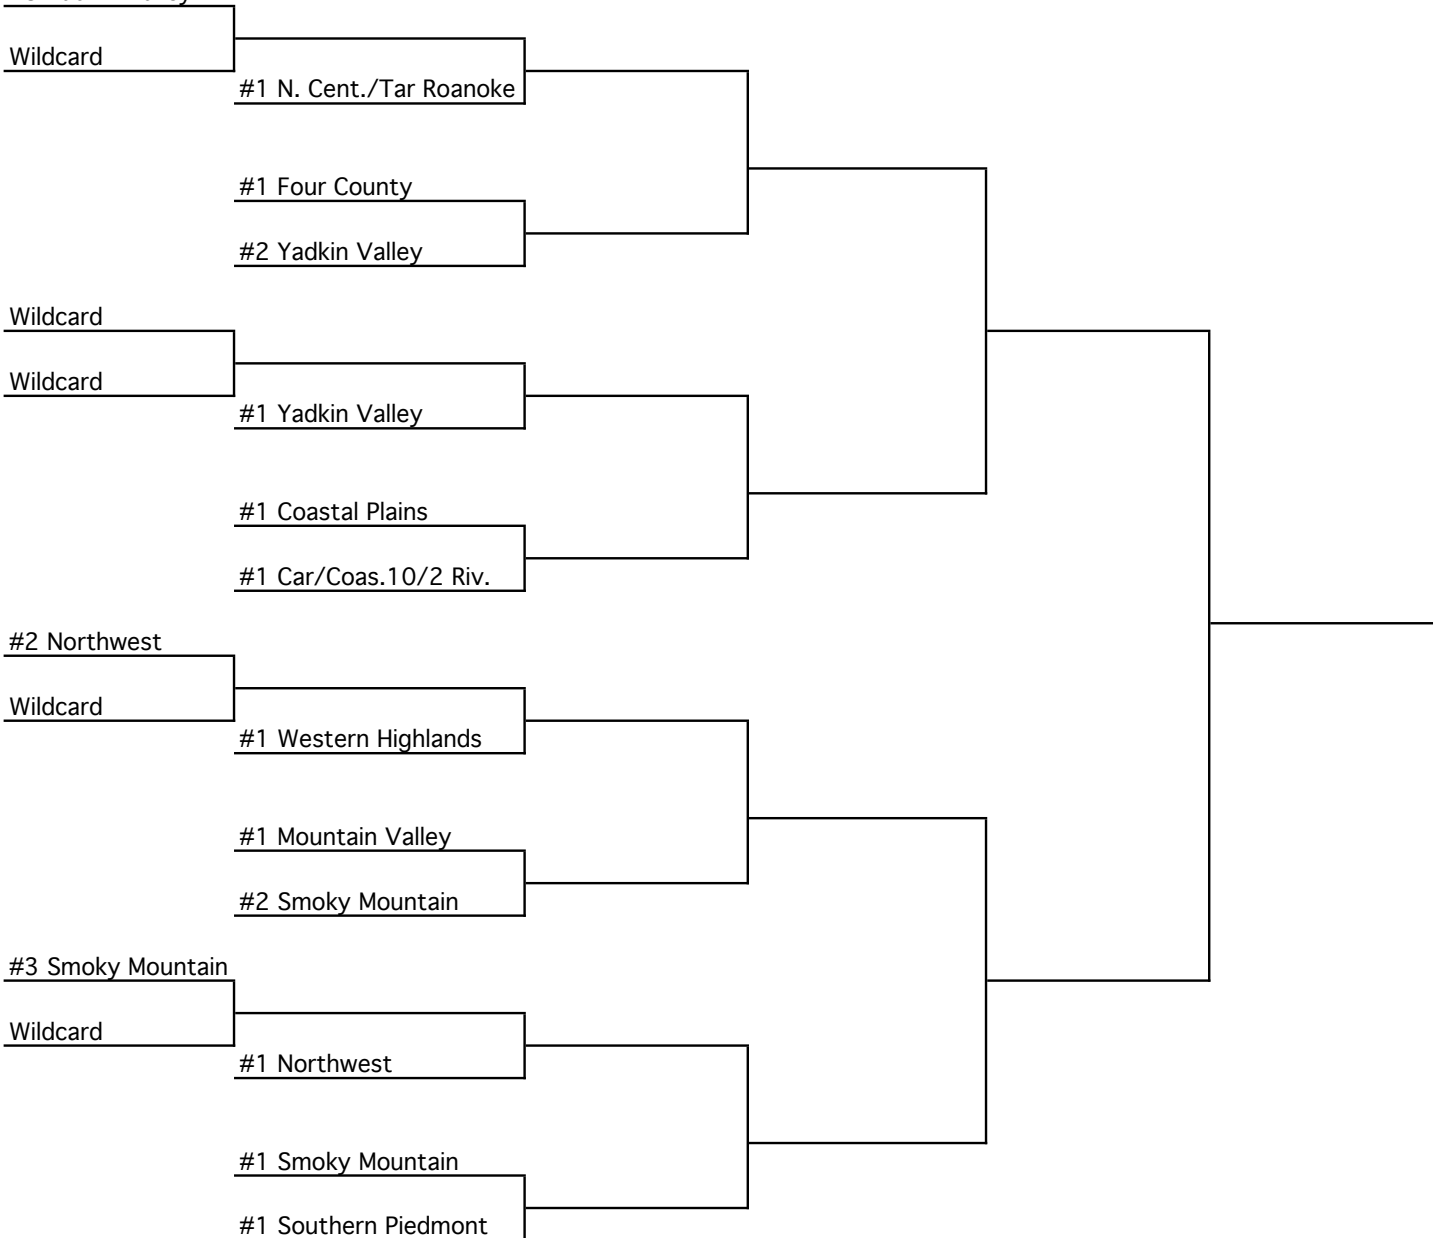 Wildcard
#1 N. Cent./Tar Roanoke
#1 Four County
#2 Yadkin Valley
Wildcard
Wildcard
#1 Yadkin Valley
#1 Coastal Plains
#1 Car/Coas.10/2 Riv.
#2 Northwest
Wildcard
#1 Western Highlands
#1 Mountain Valley
#2 Smoky Mountain
#3 Smoky Mountain
Wildcard
#1 Northwest
#1 Smoky Mountain
#1 Southern Piedmont